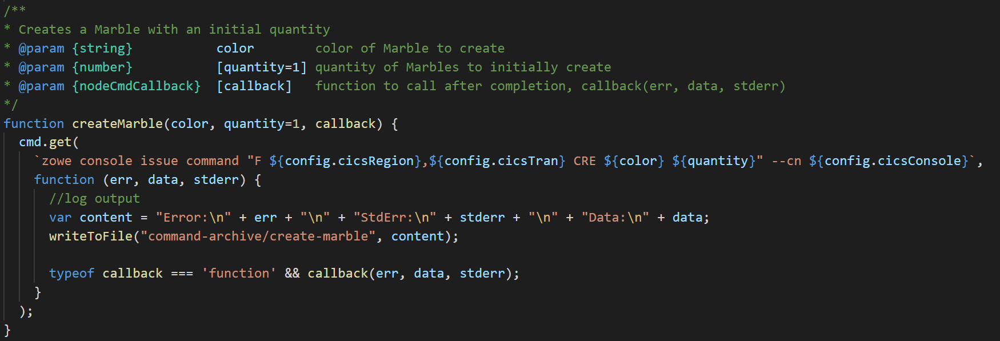 /**
* Creates a Marble with an initial quantity
* @param {string}           color        color of Marble to create
* @param {number}           [quantity=1] quantity of Marbles to initially create
* @param {nodeCmdCallback}  [callback]   function to call after completion, callback(err, data, stderr)
*/
function createMarble(color, quantity=1, callback) {
  cmd.get(
    `zowe console issue command "F ${config.cicsRegion},${config.cicsTran} CRE ${color} ${quantity}" --cn ${config.cicsConsole}`,
    function (err, data, stderr) {
      //log output
      var content = "Error:\n" + err + "\n" + "StdErr:\n" + stderr + "\n" + "Data:\n" + data;
      writeToFile("command-archive/create-marble", content);

      typeof callback === 'function' && callback(err, data, stderr);
    }
  );
}